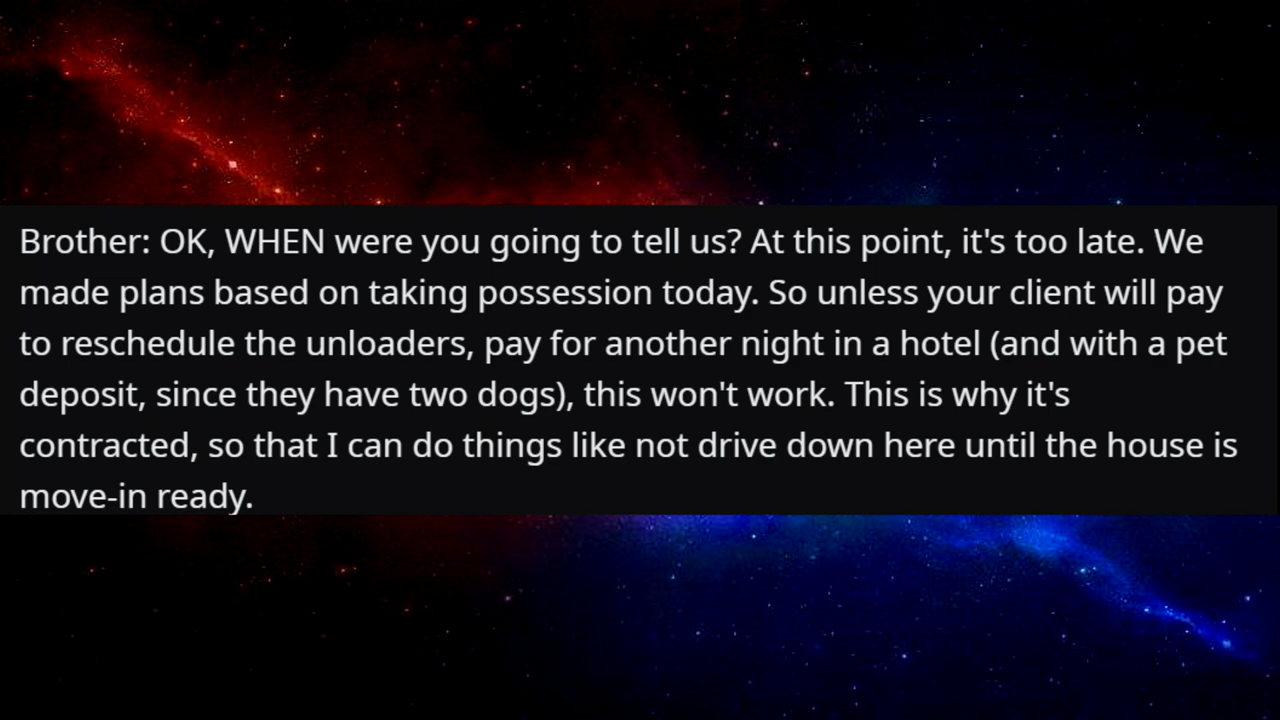 Brother: OK, WHEN were you going to tell us? At this point, it's too late. We
made plans based on taking possession today. So unless your client will pay
to reschedule the unloaders, pay for another night in a hotel (and with a pet
deposit, since they have two dogs), this won't work. This is why it's
contracted, so that I can do things like not drive down here until the house is
move-in ready.